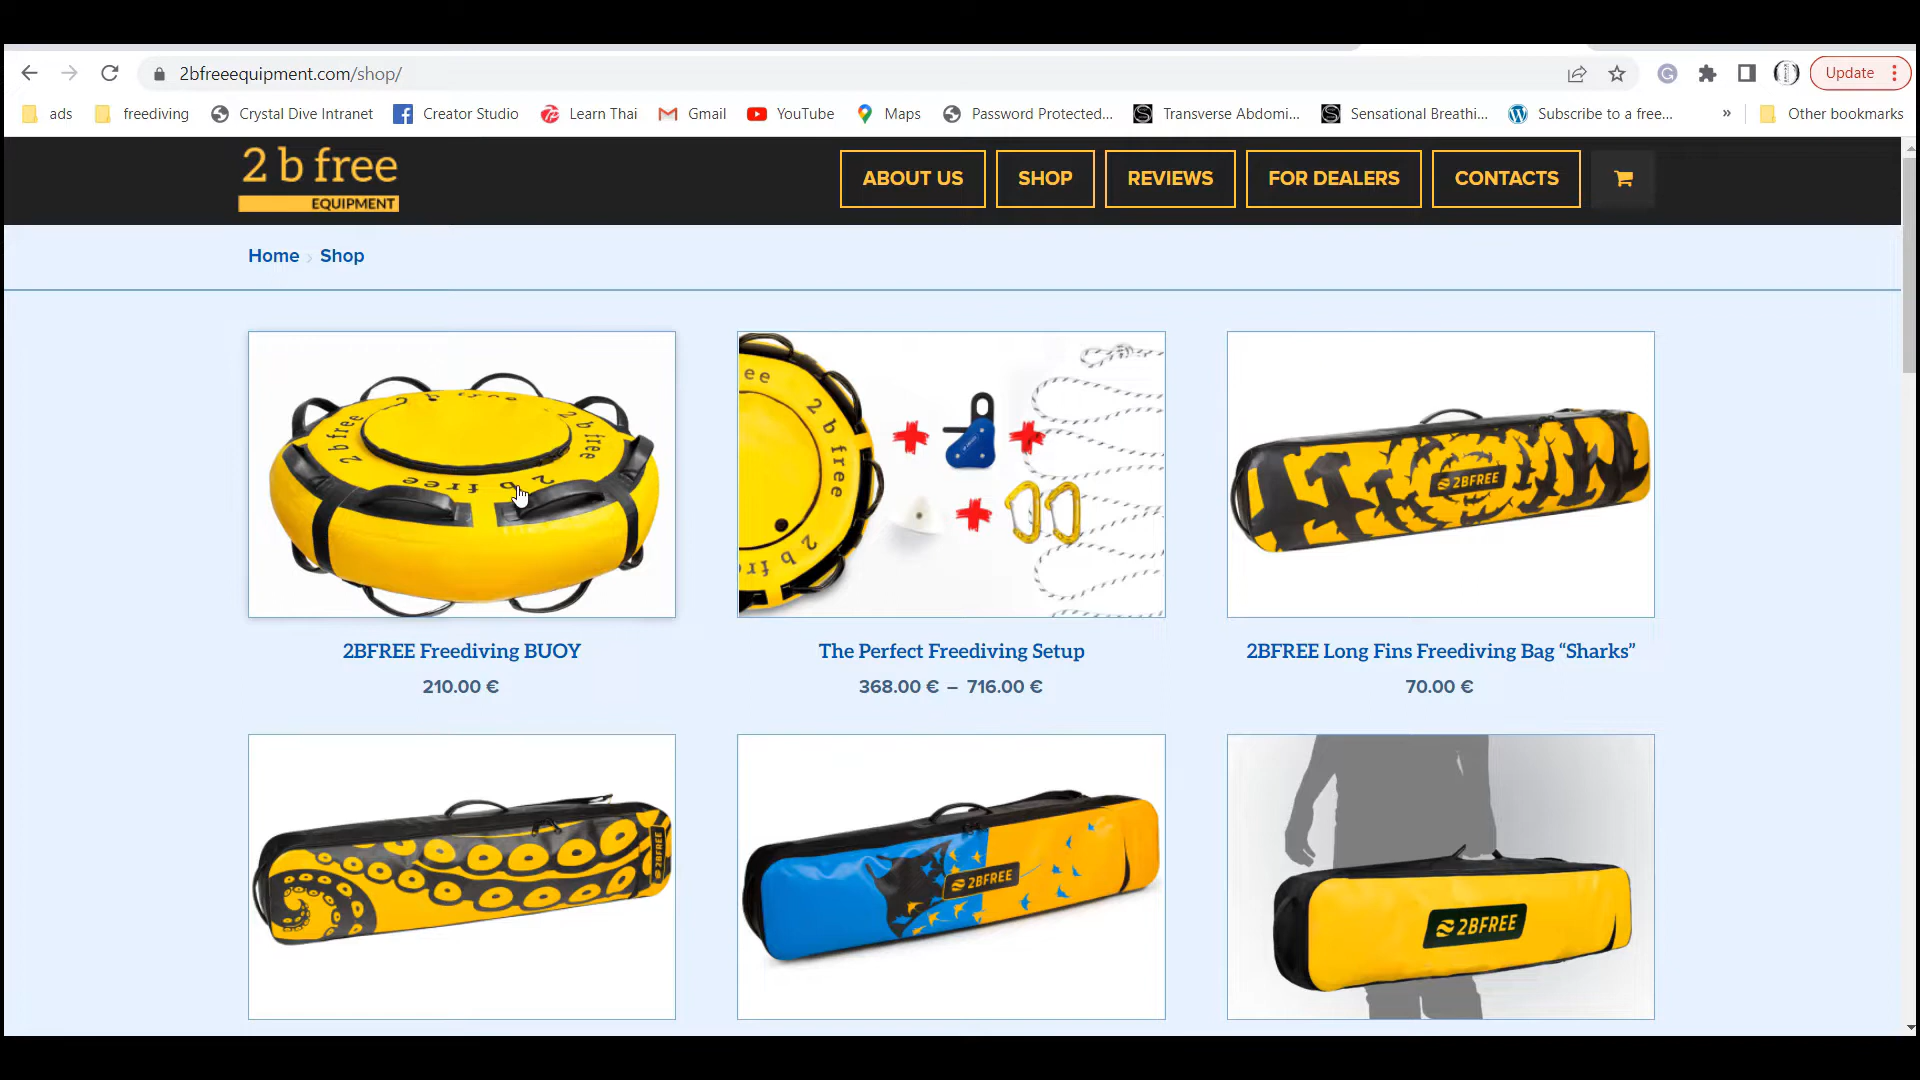 2bfreeequipment.com/shop/
Update
ads
freediving
Crystal Dive Intranet
Creator Studio
Learn Thai
Gmail
YouTube
Maps
Password Protected...
Transverse Abdomi...
Sensational Breathi...
Subscribe to a free...
»
Other bookmarks
2 b free
EQUIPMENT
ABOUT US
SHOP
REVIEWS
FOR DEALERS
CONTACTS
Home › Shop
2 b free
2 b free
2 b free
2 b free
free
2 b free
2 b free
2BFREE
2BFREE Freediving BUOY
The Perfect Freediving Setup
2BFREE Long Fins Freediving Bag “Sharks”
210.00 €
368.00 € – 716.00 €
70.00 €
2BFREE
2BFREE
2BFREE